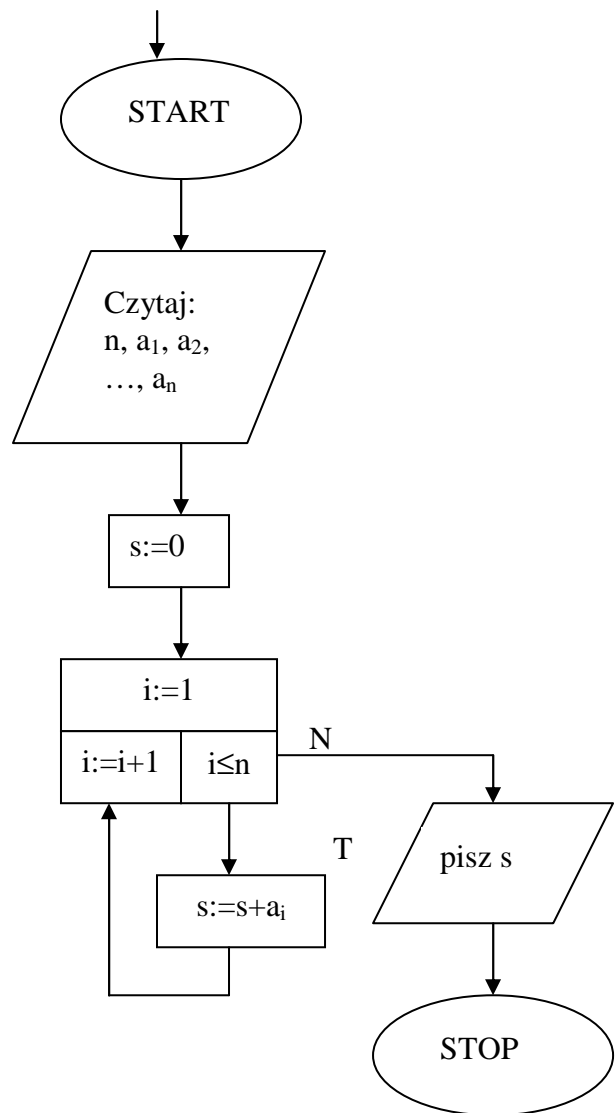 START
Czytaj:
n, a₁, a₂,
…, aₙ
s:=0
i:=1
i:=i+1
i≤n
N
T
s:=s+aᵢ
pisz s
STOP